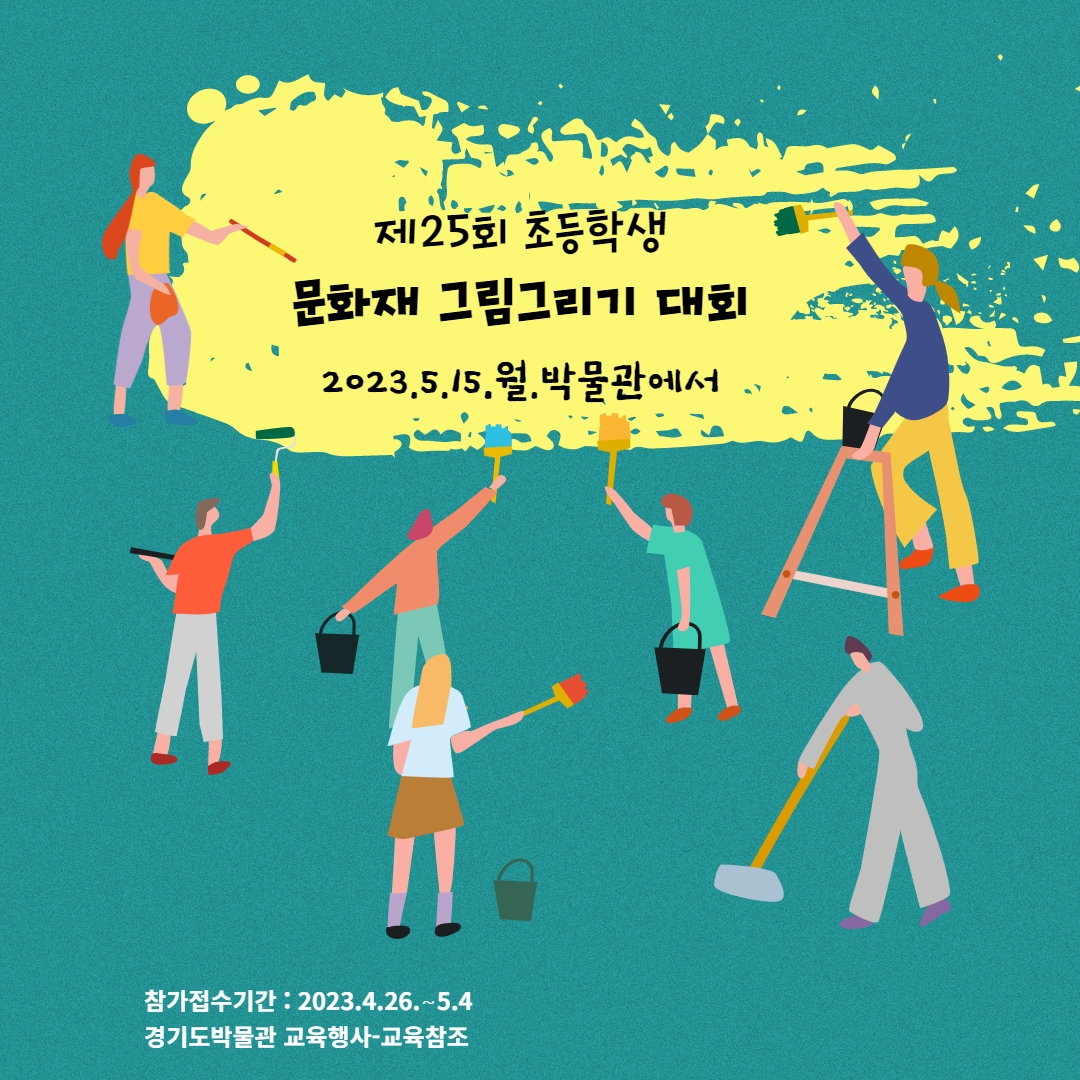 제25회 초등학생
문화재 그림그리기 대회
2023.5.15.월.박물관에서
참가접수기간 : 2023.4.26.~5.4
경기도박물관 교육행사-교육참조